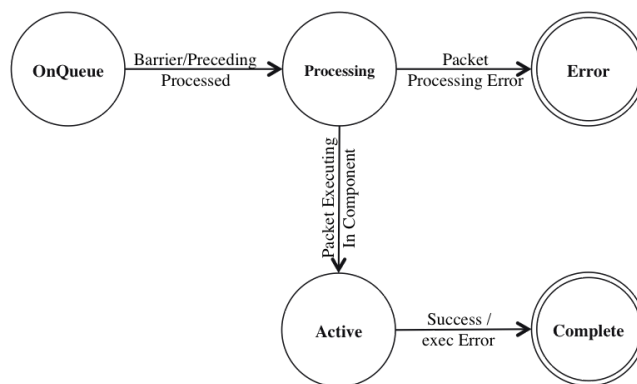 OnQueue
Barrier/Preceding
Processed
Processing
Packet
Processing Error
Error
Packet Executing
In Component
Active
Success /
exec Error
Complete